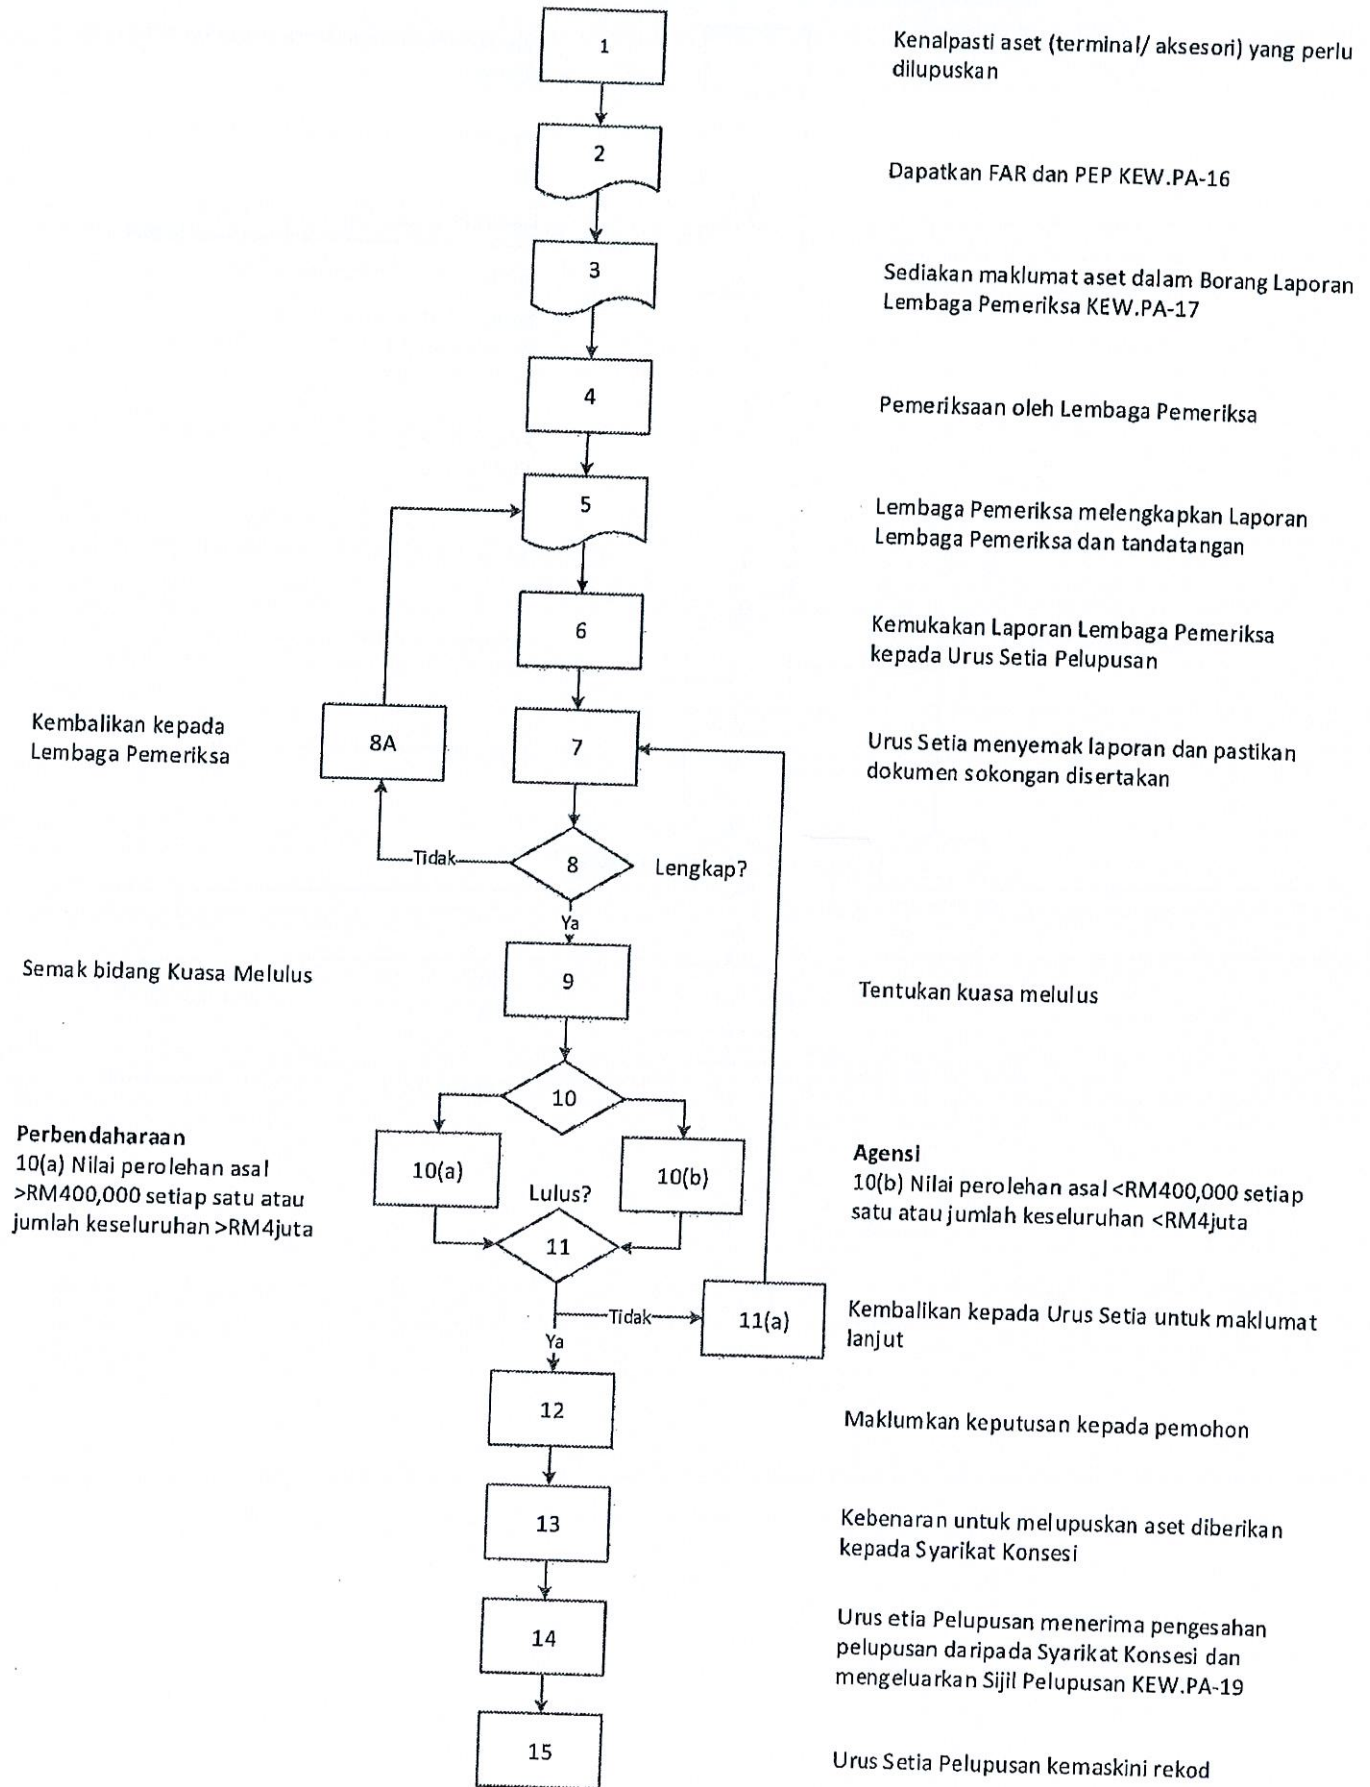 1
Kenalpasti aset (terminal/ aksesori) yang perlu
dilupuskan
2
Dapatkan FAR dan PEP KEW.PA-16
3
Sediakan maklumat aset dalam Borang Laporan
Lembaga Pemeriksa KEW.PA-17
4
Pemeriksaan oleh Lembaga Pemeriksa
5
Lembaga Pemeriksa melengkapkan Laporan
Lembaga Pemeriksa dan tandatangan
6
Kemukakan Laporan Lembaga Pemeriksa
kepada Urus Setia Pelupusan
Kembalikan kepada
Lembaga Pemeriksa
8A
7
Urus Setia menyemak laporan dan pastikan
dokumen sokongan disertakan
Tidak
8
Lengkap?
Ya
Semak bidang Kuasa Melulus
9
Tentukan kuasa melulus
10
Perbendaharaan
10(a) Nilai perolehan asal
>RM400,000 setiap satu atau
jumlah keseluruhan >RM4juta
10(a)
10(b)
Agensi
10(b) Nilai perolehan asal <RM400,000 setiap
satu atau jumlah keseluruhan <RM4juta
Lulus?
11
Tidak
11(a)
Kembalikan kepada Urus Setia untuk maklumat
lanjut
Ya
12
Maklumkan keputusan kepada pemohon
13
Kebenaran untuk melupuskan aset diberikan
kepada Syarikat Konsesi
14
Urus etia Pelupusan menerima pengesahan
pelupusan daripada Syarikat Konsesi dan
mengeluarkan Sijil Pelupusan KEW.PA-19
15
Urus Setia Pelupusan kemaskini rekod